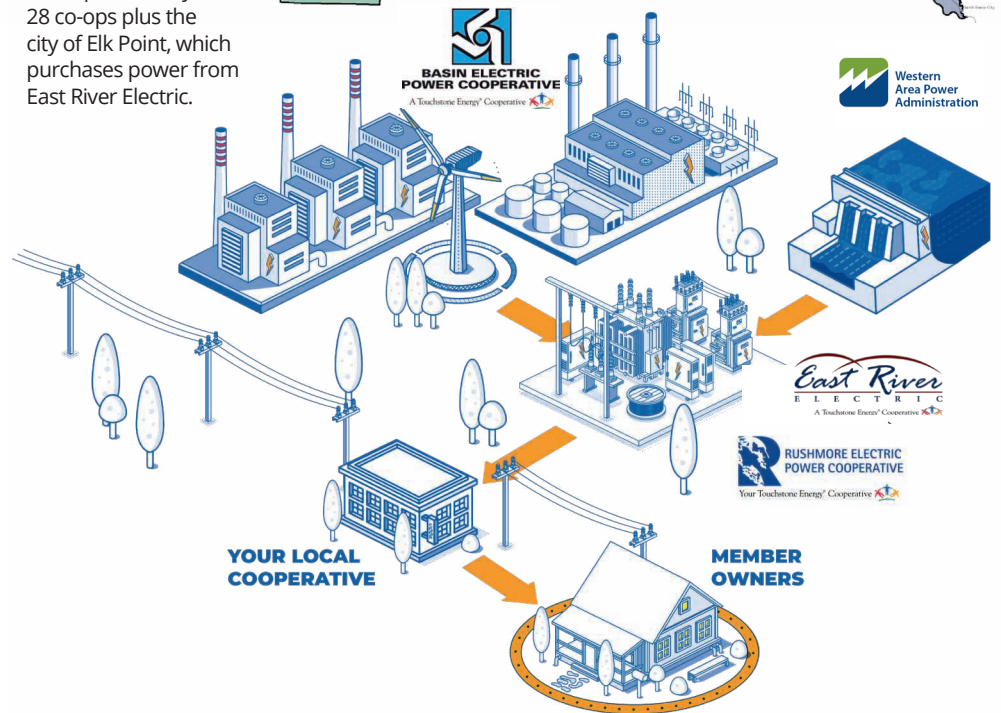 28 co-ops plus the
city of Elk Point, which
purchases power from
East River Electric.
BASIN ELECTRIC
POWER COOPERATIVE
A Touchstone Energy® Cooperative
Western
Area Power
Administration
East River
ELECTRIC
A Touchstone Energy® Cooperative
RUSHMORE ELECTRIC
POWER COOPERATIVE
Your Touchstone Energy® Cooperative
YOUR LOCAL
COOPERATIVE
MEMBER
OWNERS